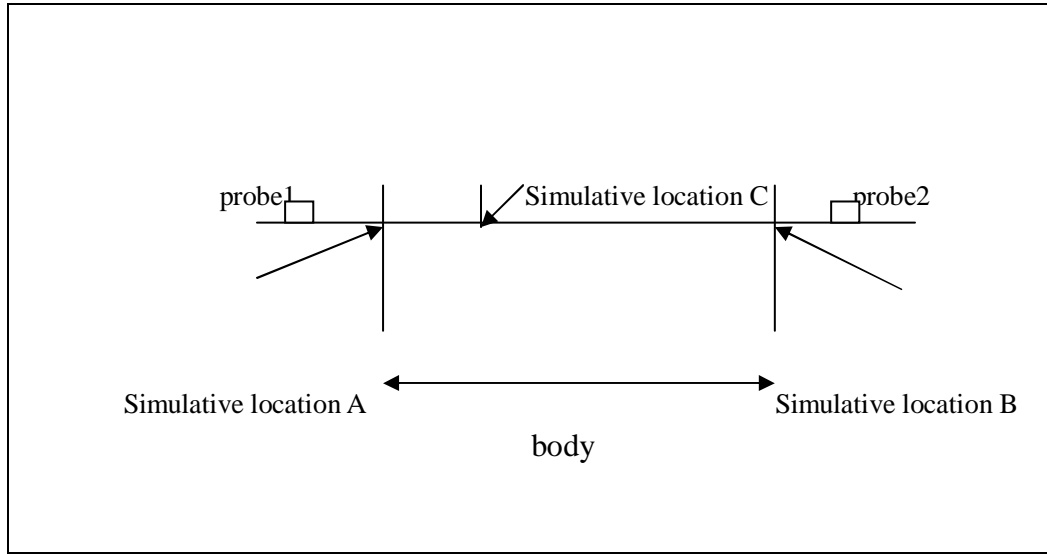 probe1
Simulative location C
probe2
Simulative location A
Simulative location B
body